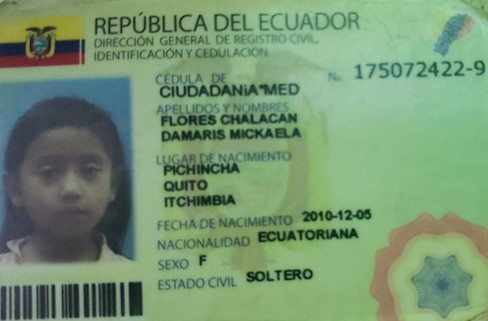 REPÚBLICA DEL ECUADOR
DIRECCIÓN GENERAL DE REGISTRO CIVIL,
IDENTIFICACIÓN Y CEDULACIÓN
CÉDULA DE No. 175072422-9
CIUDADANÍA*MED
APELLIDOS Y NOMBRES
FLORES CHALACAN
DAMARIS MICKAELA
LUGAR DE NACIMIENTO
PICHINCHA
QUITO
ITCHIMBIA
FECHA DE NACIMIENTO 2010-12-05
NACIONALIDAD ECUATORIANA
SEXO F
ESTADO CIVIL SOLTERO